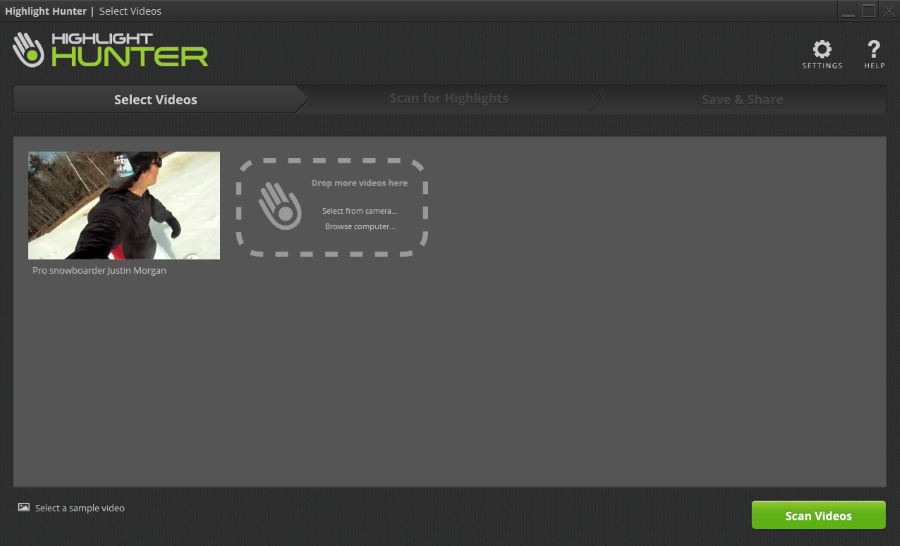 Highlight Hunter | Select Videos
HIGHLIGHT
HUNTER
SETTINGS
HELP
Select Videos
Scan for Highlights
Save & Share
Drop more videos here
Select from camera...
Browse computer...
Pro snowboarder Justin Morgan
Select a sample video
Scan Videos